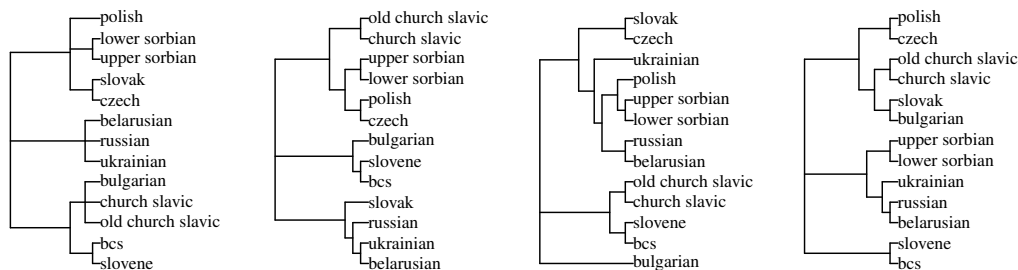 polish
lower sorbian
upper sorbian
slovak
czech
belarusian
russian
ukrainian
bulgarian
church slavic
old church slavic
bcs
slovene
old church slavic
church slavic
upper sorbian
lower sorbian
polish
czech
bulgarian
slovene
bcs
slovak
russian
ukrainian
belarusian
slovak
czech
ukrainian
polish
upper sorbian
lower sorbian
russian
belarusian
old church slavic
church slavic
slovene
bcs
bulgarian
polish
czech
old church slavic
church slavic
slovak
bulgarian
upper sorbian
lower sorbian
ukrainian
russian
belarusian
slovene
bcs